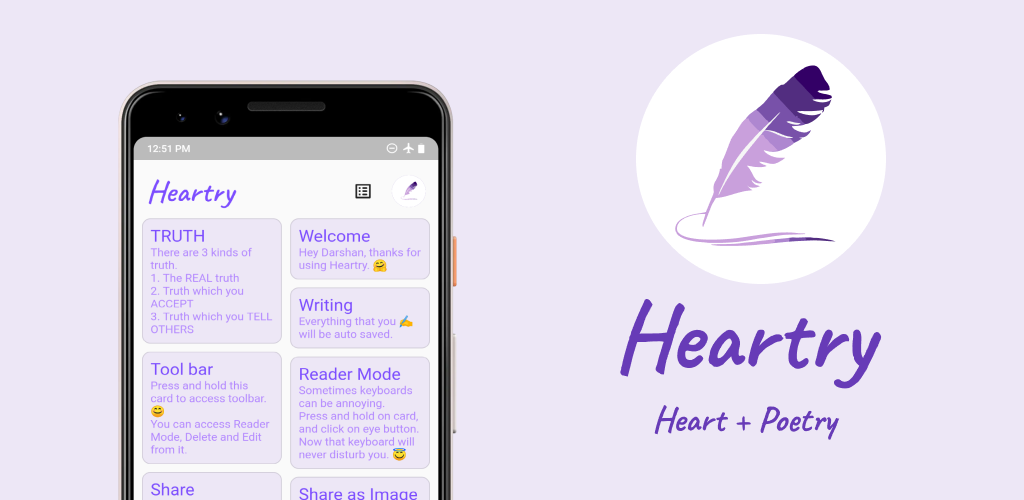 12:51 PM
Heartry
TRUTH
There are 3 kinds of
truth.
1. The REAL truth
2. Truth which you
ACCEPT
3. Truth which you TELL
OTHERS
Tool bar
Press and hold this
card to access toolbar.
😊
You can access Reader
Mode, Delete and Edit
from it.
Share
Welcome
Hey Darshan, thanks for
using Heartry. 🤗
Writing
Everything that you ✍️
will be auto saved.
Reader Mode
Sometimes keyboards
can be annoying.
Press and hold on card,
and click on eye button.
Now that keyboard will
never disturb you. 😇
Share as Image
Heartry
Heart + Poetry